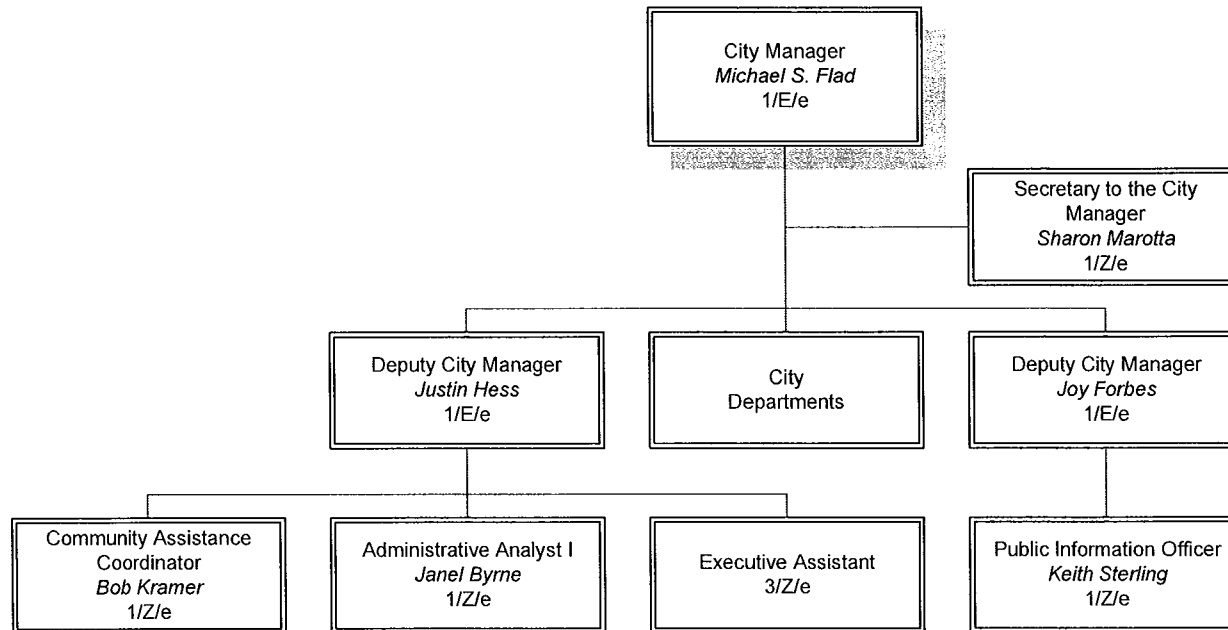 City Manager
Michael S. Flad
1/E/e
Secretary to the City
Manager
Sharon Marotta
1/Z/e
Deputy City Manager
Justin Hess
1/E/e
City
Departments
Deputy City Manager
Joy Forbes
1/E/e
Community Assistance
Coordinator
Bob Kramer
1/Z/e
Administrative Analyst I
Janel Byrne
1/Z/e
Executive Assistant
3/Z/e
Public Information Officer
Keith Sterling
1/Z/e